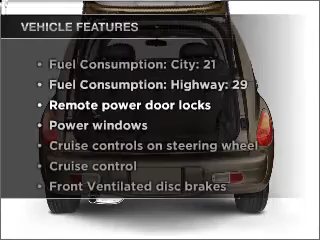 VEHICLE FEATURES
• Fuel Consumption: City: 21
• Fuel Consumption: Highway: 29
• Remote power door locks
• Power windows
• Cruise controls on steering wheel
• Cruise control
• Front Ventilated disc brakes